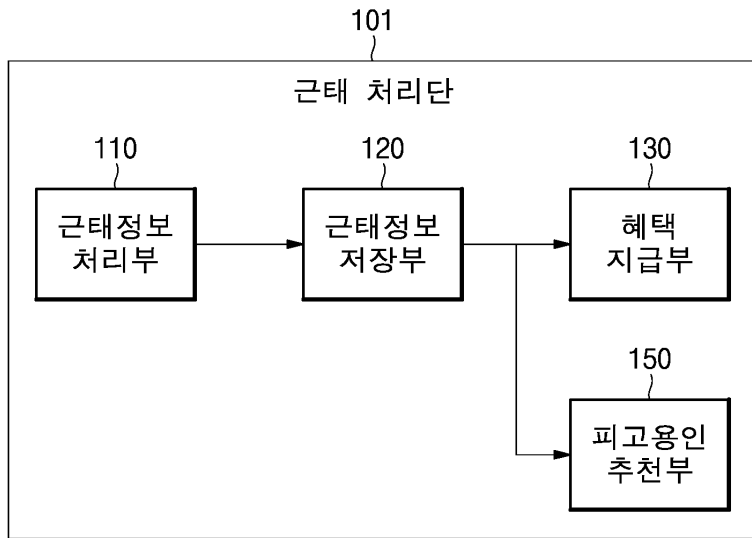 101
근태 처리단
110
120
130
근태정보
처리부
근태정보
저장부
혜택
지급부
150
피고용인
추천부